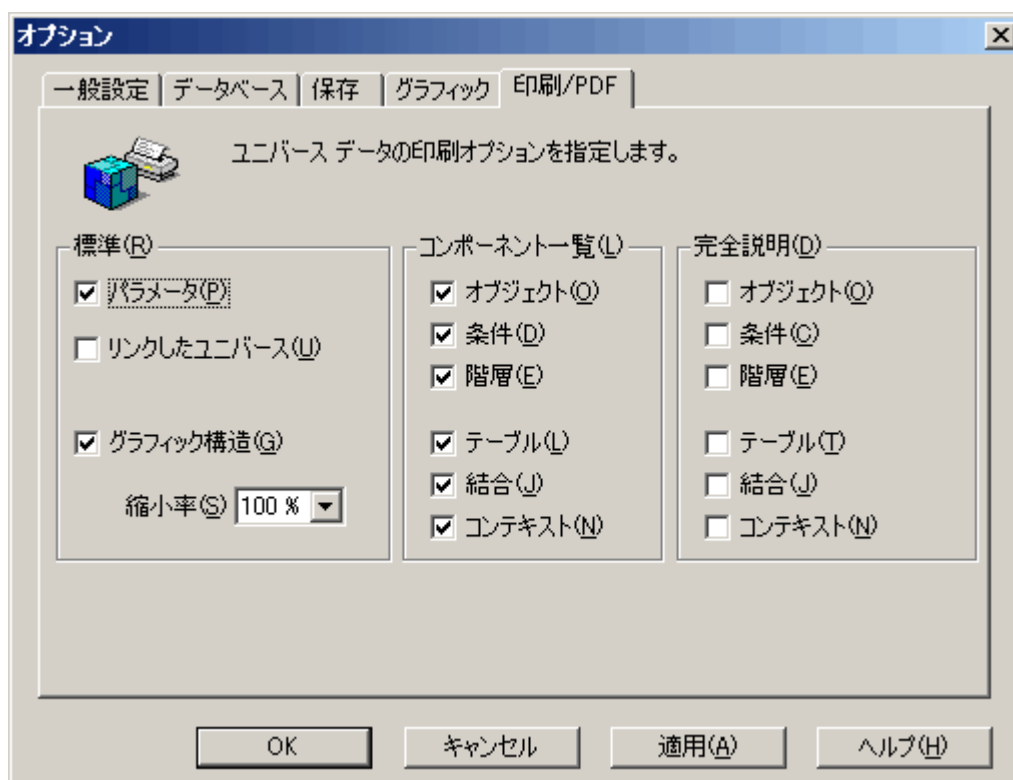 オプション
一般設定
データベース
保存
グラフィック
印刷/PDF
ユニバース データの印刷オプションを指定します。
標準(R)
パラメータ(P)
リンクしたユニバース(U)
グラフィック構造(G)
縮小率(S) 100 %
コンポーネント一覧(L)
オブジェクト(O)
条件(D)
階層(E)
テーブル(L)
結合(J)
コンテキスト(N)
完全説明(D)
オブジェクト(O)
条件(C)
階層(E)
テーブル(T)
結合(J)
コンテキスト(N)
OK
キャンセル
適用(A)
ヘルプ(H)